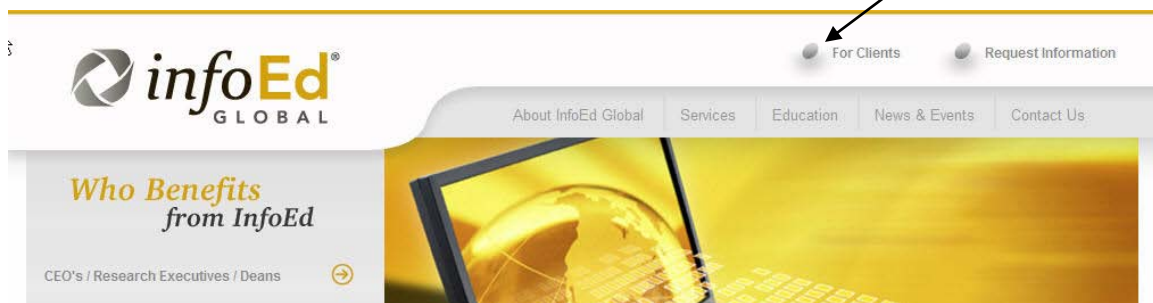 For Clients Request Information
infoEd®
GLOBAL
About InfoEd Global Services Education News & Events Contact Us
Who Benefits
from InfoEd
CEO's / Research Executives / Deans